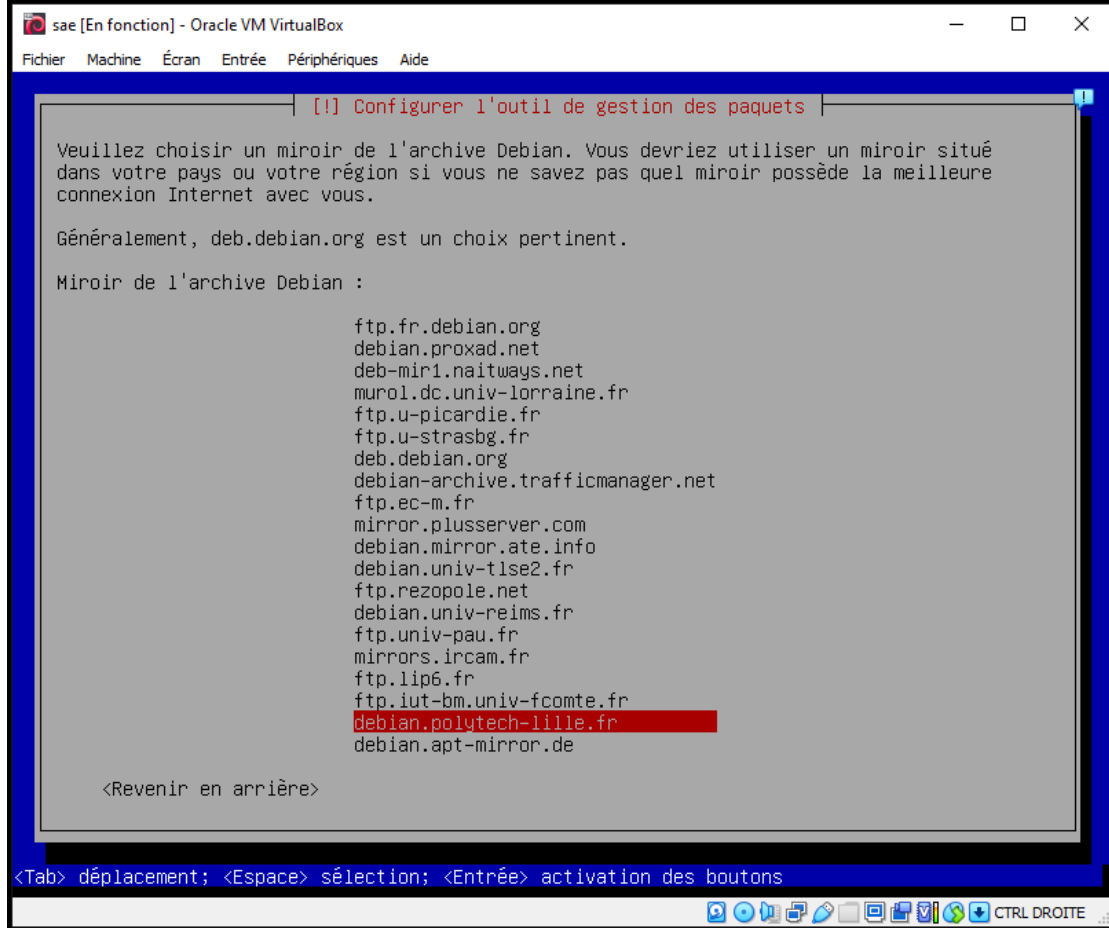 sae [En fonction] - Oracle VM VirtualBox
Fichier Machine Écran Entrée Périphériques Aide
[!] Configurer l'outil de gestion des paquets
Veuillez choisir un miroir de l'archive Debian. Vous devriez utiliser un miroir situé
dans votre pays ou votre région si vous ne savez pas quel miroir possède la meilleure
connexion Internet avec vous.
Généralement, deb.debian.org est un choix pertinent.
Miroir de l'archive Debian :
ftp.fr.debian.org
debian.proxad.net
deb-mir1.naitways.net
murol.dc.univ-lorraine.fr
ftp.u-picardie.fr
ftp.u-strasbg.fr
deb.debian.org
debian-archive.trafficmanager.net
ftp.ec-m.fr
mirror.plusserver.com
debian.mirror.ate.info
debian.univ-tlse2.fr
ftp.rezopole.net
debian.univ-reims.fr
ftp.univ-pau.fr
mirrors.ircam.fr
ftp.lip6.fr
ftp.iut-bm.univ-fcomte.fr
debian.polytech-lille.fr
debian.apt-mirror.de
<Revenir en arrière>
<Tab> déplacement; <Espace> sélection; <Entrée> activation des boutons
CTRL DROITE